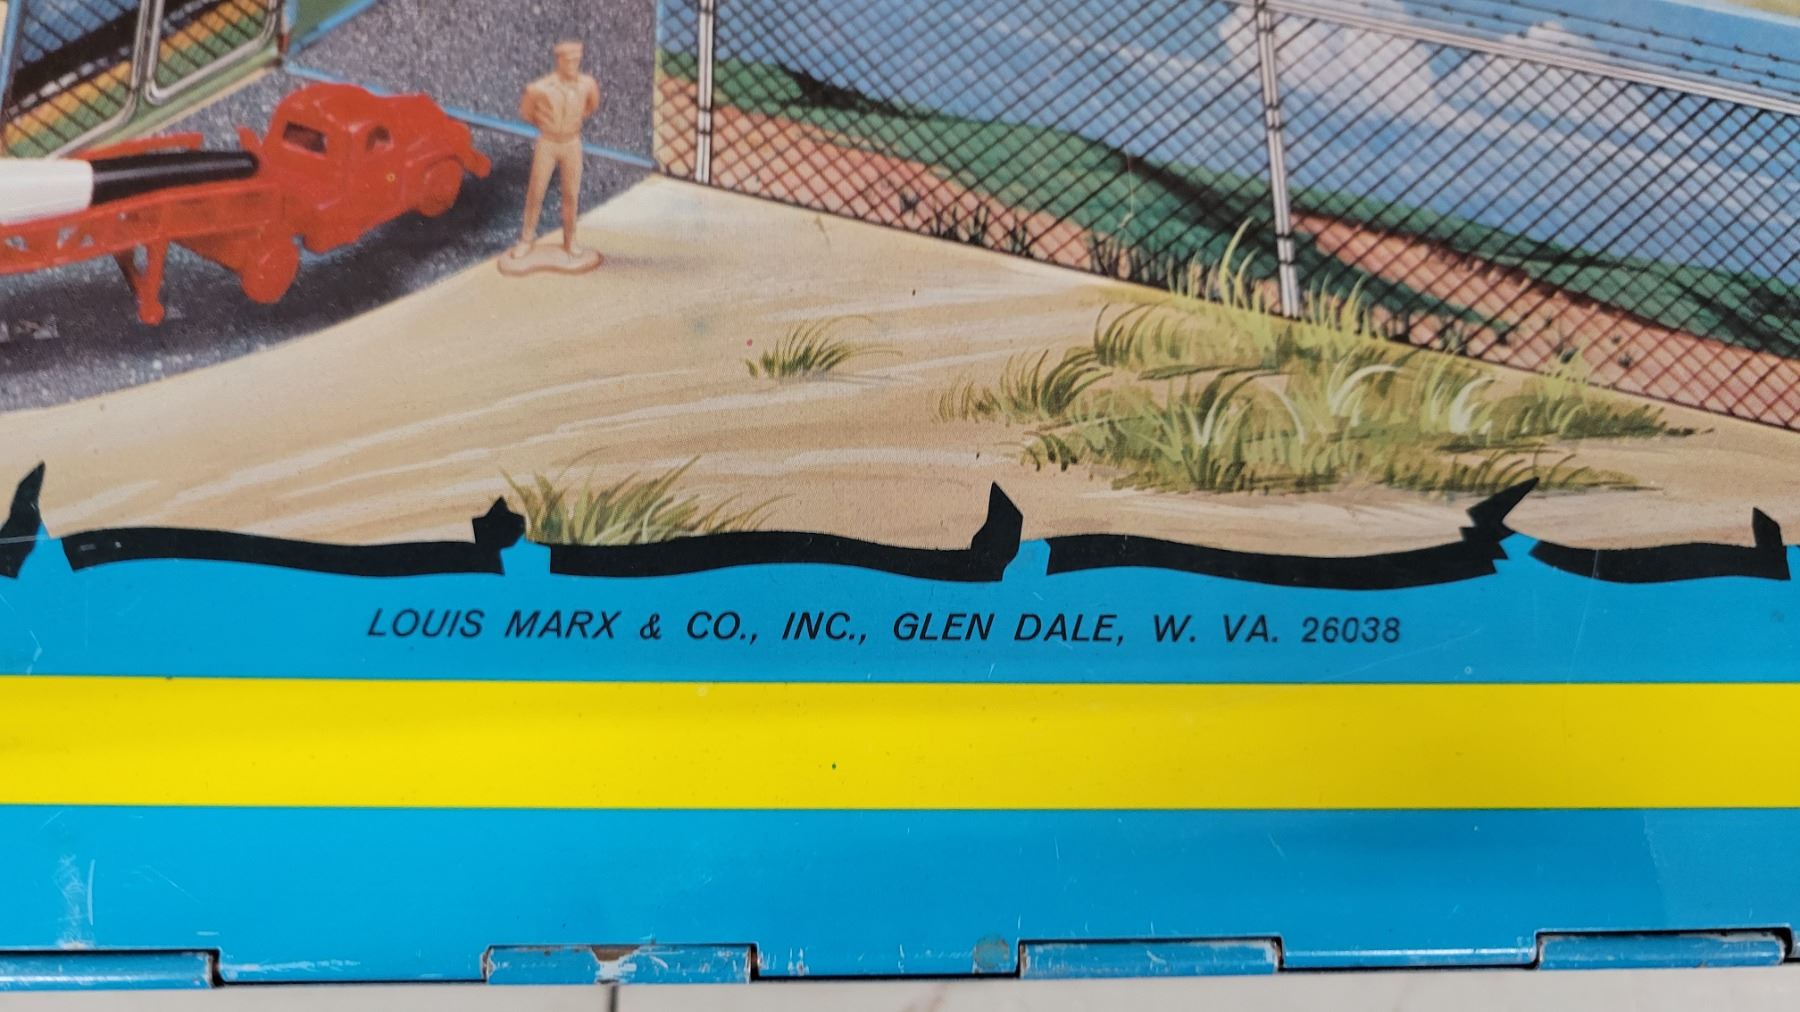 LOUIS MARX & CO., INC., GLEN DALE, W. VA. 26038